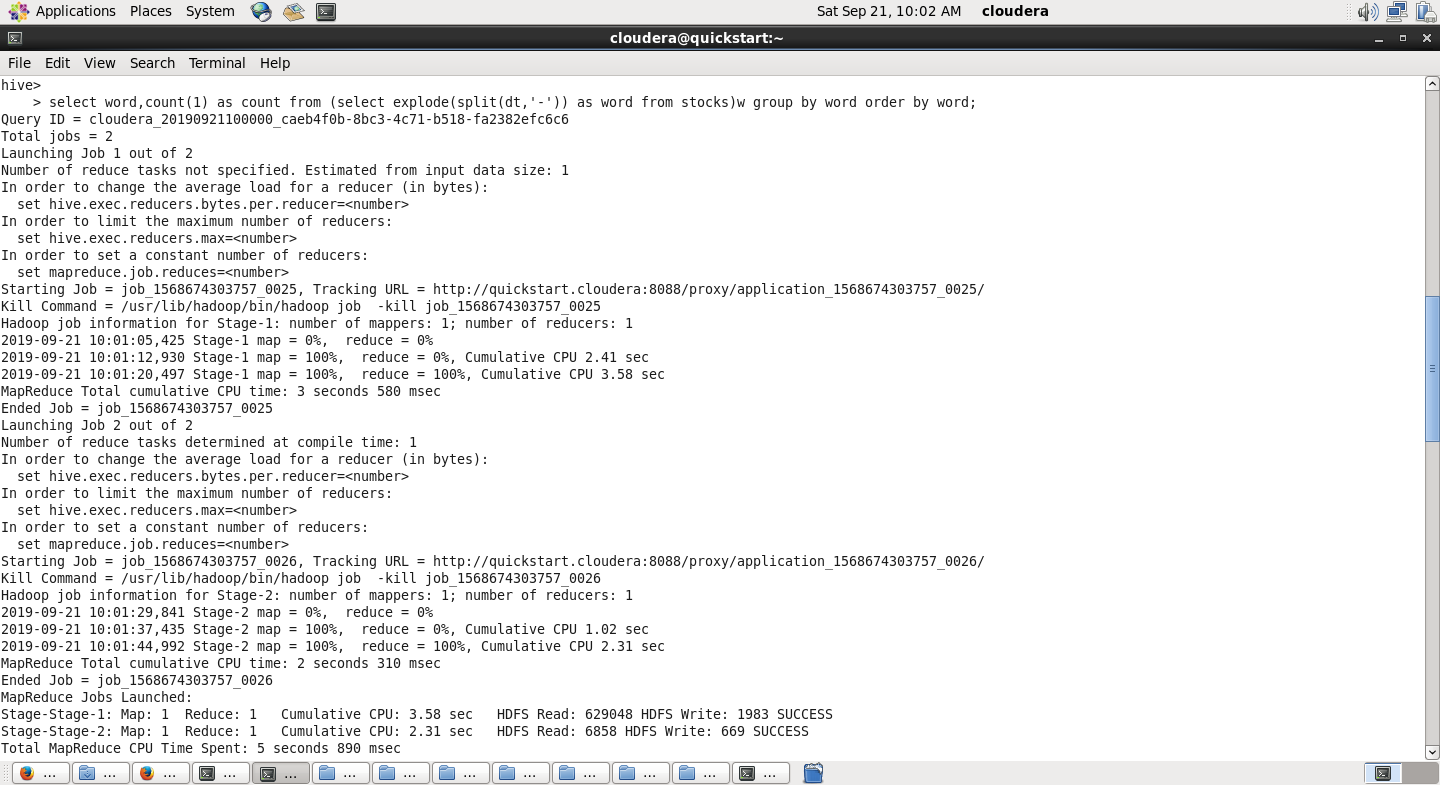 Applications Places System Sat Sep 21, 10:02 AM cloudera
cloudera@quickstart:~
File Edit View Search Terminal Help
hive>
    > select word,count(1) as count from (select explode(split(dt,'-')) as word from stocks)w group by word order by word;
Query ID = cloudera_20190921100000_caeb4f0b-8bc3-4c71-b518-fa2382efc6c6
Total jobs = 2
Launching Job 1 out of 2
Number of reduce tasks not specified. Estimated from input data size: 1
In order to change the average load for a reducer (in bytes):
  set hive.exec.reducers.bytes.per.reducer=<number>
In order to limit the maximum number of reducers:
  set hive.exec.reducers.max=<number>
In order to set a constant number of reducers:
  set mapreduce.job.reduces=<number>
Starting Job = job_1568674303757_0025, Tracking URL = http://quickstart.cloudera:8088/proxy/application_1568674303757_0025/
Kill Command = /usr/lib/hadoop/bin/hadoop job  -kill job_1568674303757_0025
Hadoop job information for Stage-1: number of mappers: 1; number of reducers: 1
2019-09-21 10:01:05,425 Stage-1 map = 0%,  reduce = 0%
2019-09-21 10:01:12,930 Stage-1 map = 100%,  reduce = 0%, Cumulative CPU 2.41 sec
2019-09-21 10:01:20,497 Stage-1 map = 100%,  reduce = 100%, Cumulative CPU 3.58 sec
MapReduce Total cumulative CPU time: 3 seconds 580 msec
Ended Job = job_1568674303757_0025
Launching Job 2 out of 2
Number of reduce tasks determined at compile time: 1
In order to change the average load for a reducer (in bytes):
  set hive.exec.reducers.bytes.per.reducer=<number>
In order to limit the maximum number of reducers:
  set hive.exec.reducers.max=<number>
In order to set a constant number of reducers:
  set mapreduce.job.reduces=<number>
Starting Job = job_1568674303757_0026, Tracking URL = http://quickstart.cloudera:8088/proxy/application_1568674303757_0026/
Kill Command = /usr/lib/hadoop/bin/hadoop job  -kill job_1568674303757_0026
Hadoop job information for Stage-2: number of mappers: 1; number of reducers: 1
2019-09-21 10:01:29,841 Stage-2 map = 0%,  reduce = 0%
2019-09-21 10:01:37,435 Stage-2 map = 100%,  reduce = 0%, Cumulative CPU 1.02 sec
2019-09-21 10:01:44,992 Stage-2 map = 100%,  reduce = 100%, Cumulative CPU 2.31 sec
MapReduce Total cumulative CPU time: 2 seconds 310 msec
Ended Job = job_1568674303757_0026
MapReduce Jobs Launched:
Stage-Stage-1: Map: 1  Reduce: 1   Cumulative CPU: 3.58 sec   HDFS Read: 629048 HDFS Write: 1983 SUCCESS
Stage-Stage-2: Map: 1  Reduce: 1   Cumulative CPU: 2.31 sec   HDFS Read: 6858 HDFS Write: 669 SUCCESS
Total MapReduce CPU Time Spent: 5 seconds 890 msec
... ... ... ... ... ... ... ... ... ... ... ... ...